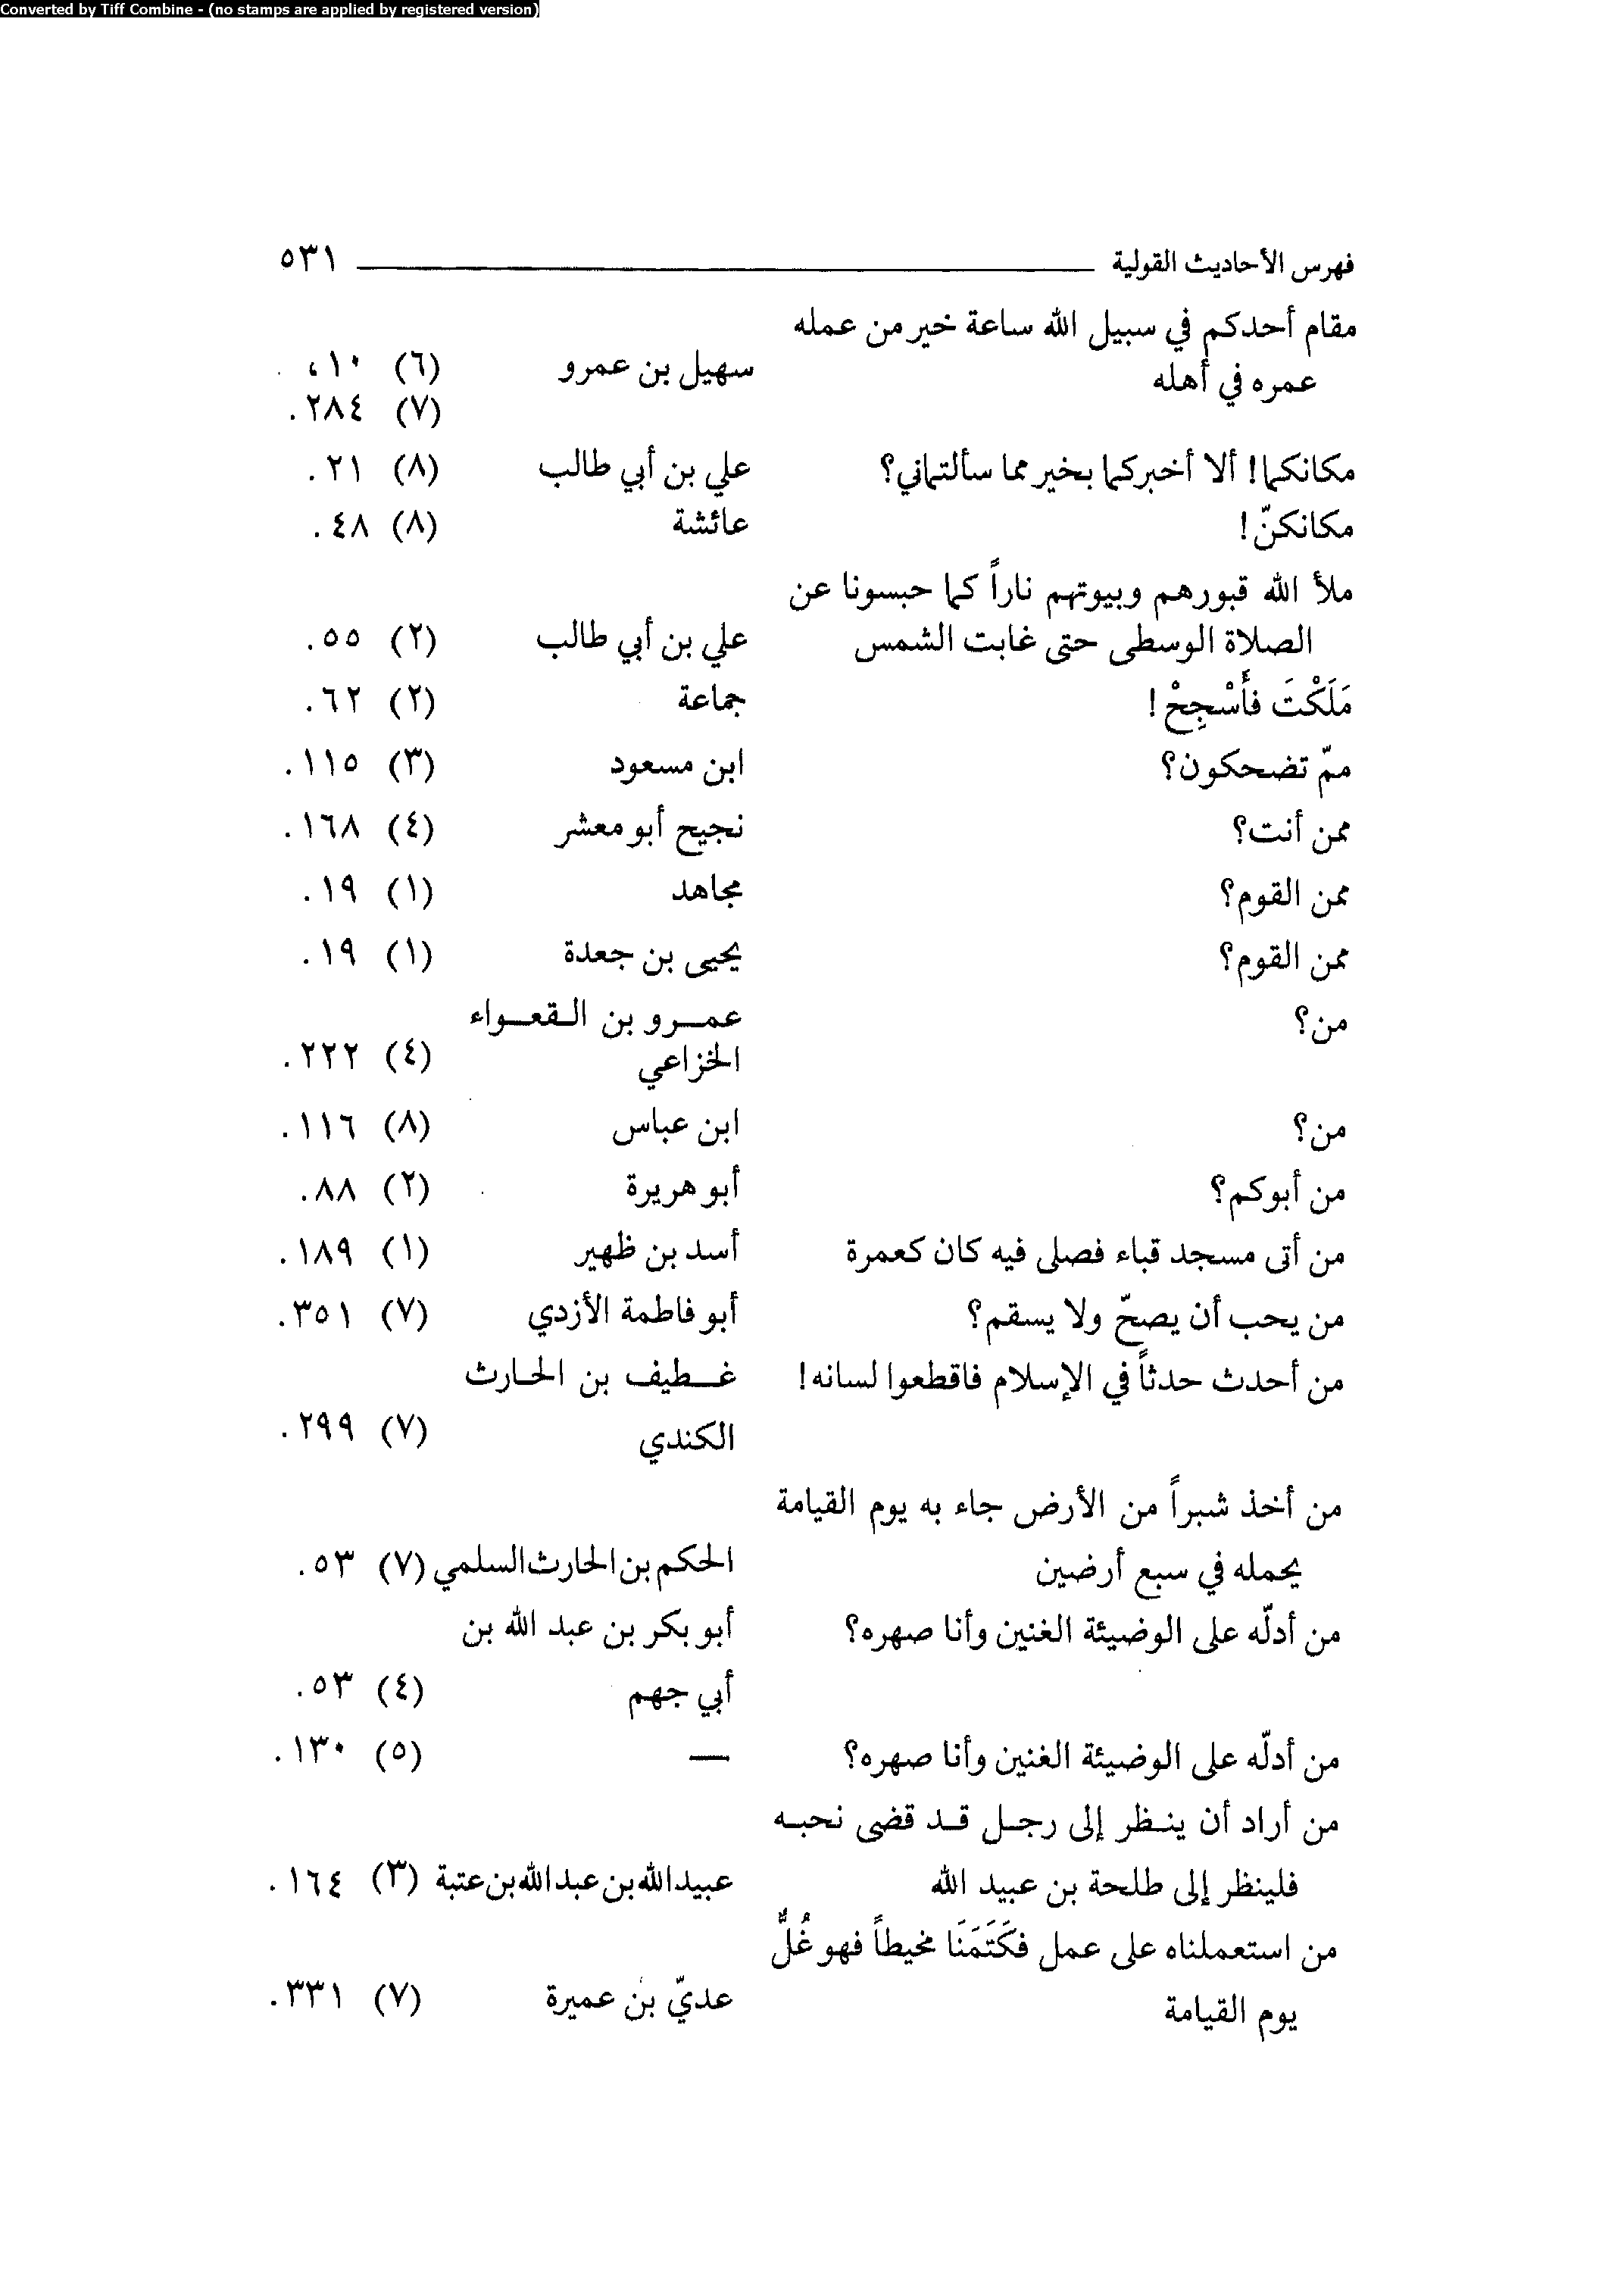 Converted by Tiff Combine - (no stamps are applied by registered version)
فهرس الأحاديث القولية ٥٣١
مقام أحدكم في سبيل الله ساعة خير من عمله
عمره في أهله سهيل بن عمرو (٦) ١٠،
(٧) ٢٨٤.
مكانكما! ألا أخبركما بخير مما سألتماني؟ علي بن أبي طالب (٨) ٢١.
مكانكنّ! عائشة (٨) ٤٨.
ملأ الله قبورهم وبيوتهم ناراً كما حبسونا عن
الصلاة الوسطى حتى غابت الشمس علي بن أبي طالب (٢) ٥٥.
مَلَكْتَ فأَسْجِحْ! جماعة (٢) ٦٢.
ممّ تضحكون؟ ابن مسعود (٣) ١١٥.
ممن أنت؟ نجيح أبو معشر (٤) ١٦٨.
ممن القوم؟ مجاهد (١) ١٩.
ممن القوم؟ يحيى بن جعدة (١) ١٩.
من؟ عمرو بن القعواء
الخزاعي (٤) ٢٢٢.
من؟ ابن عباس (٨) ١١٦.
من أبوكم؟ أبو هريرة (٢) ٨٨.
من أتى مسجد قباء فصلى فيه كان كعمرة أسد بن ظهير (١) ١٨٩.
من يحب أن يصحّ ولا يسقم؟ أبو فاطمة الأزدي (٧) ٣٥١.
من أحدث حدثاً في الإسلام فاقطعوا لسانه! غطيف بن الحارث
الكندي (٧) ٢٩٩.
من أخذ شبراً من الأرض جاء به يوم القيامة
يحمله في سبع أرضين الحكم بن الحارث السلمي (٧) ٥٣.
من أدلّه على الوضيئة الغنين وأنا صهره؟ أبو بكر بن عبد الله بن
أبي جهم (٤) ٥٣.
من أدلّه على الوضيئة الغنين وأنا صهره؟ — (٥) ١٣٠.
من أراد أن ينظر إلى رجل قد قضى نحبه
فلينظر إلى طلحة بن عبيد الله عبيد الله بن عبد الله بن عتبة (٣) ١٦٤.
من استعملناه على عمل فكَتَمَنَا مخيطاً فهو غُلٌّ
يوم القيامة عديّ بن عميرة (٧) ٣٣١.